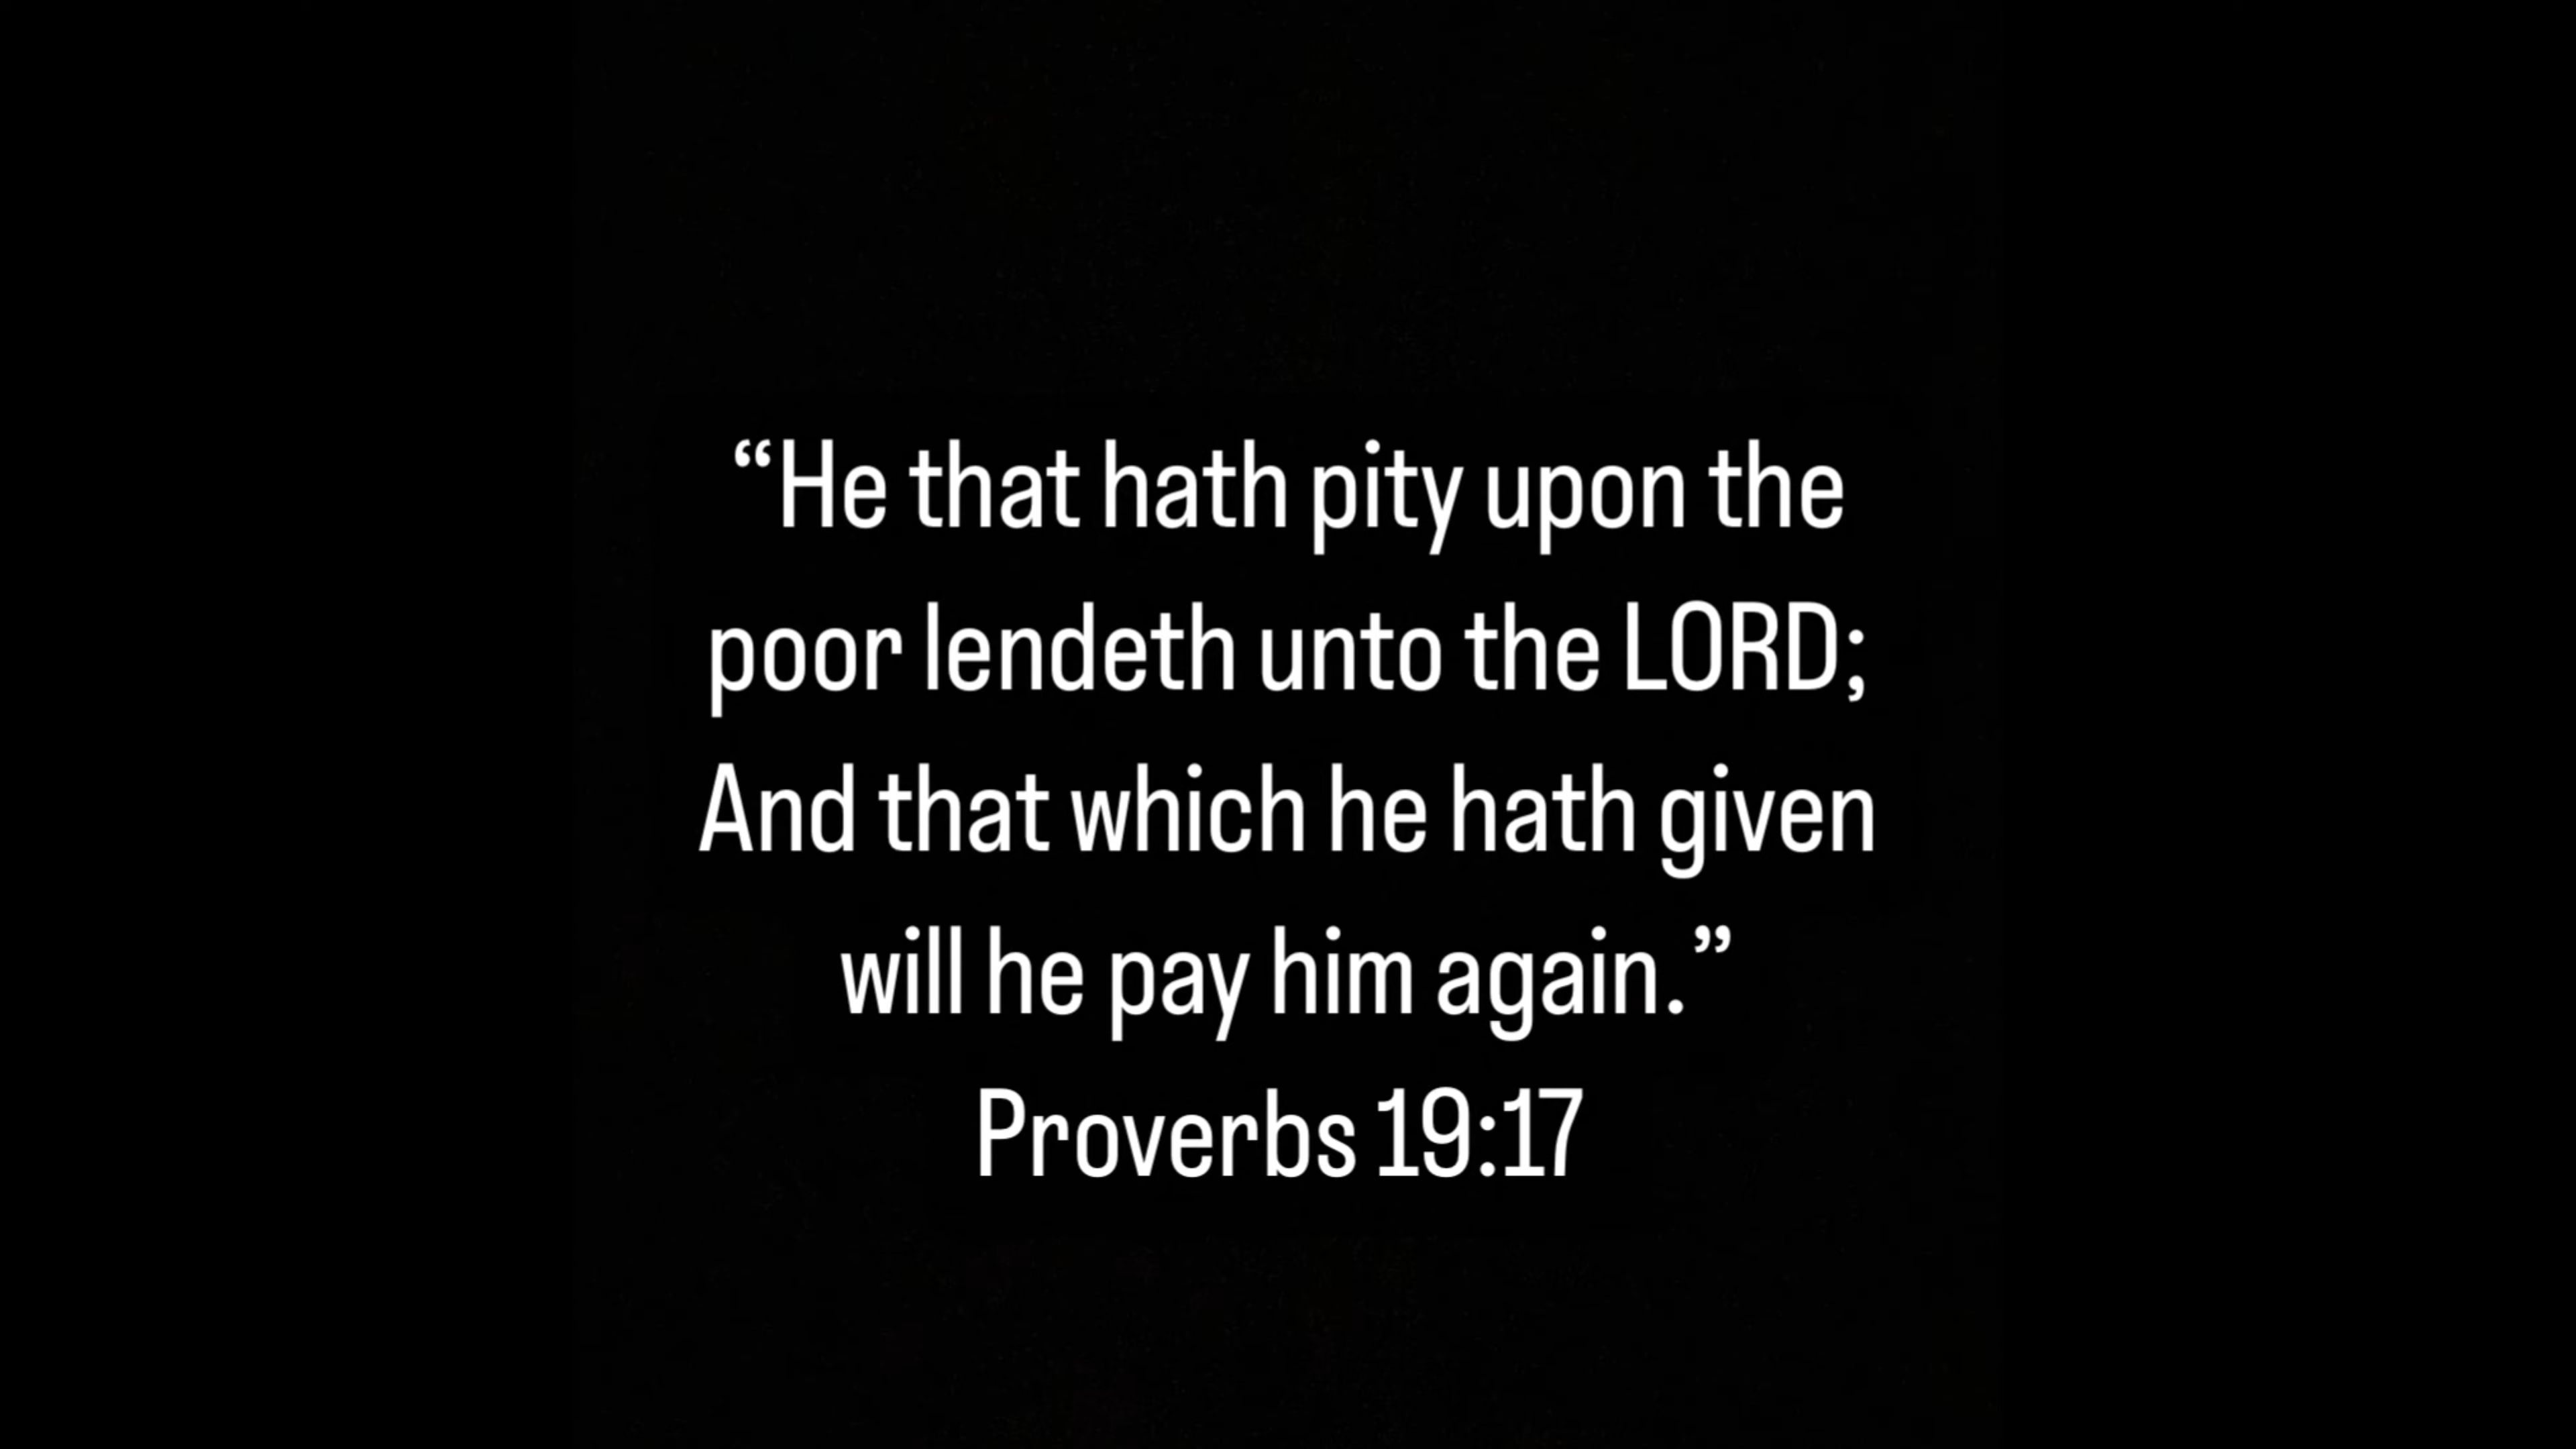 “He that hath pity upon the
poor lendeth unto the LORD;
And that which he hath given
will he pay him again.”
Proverbs 19:17